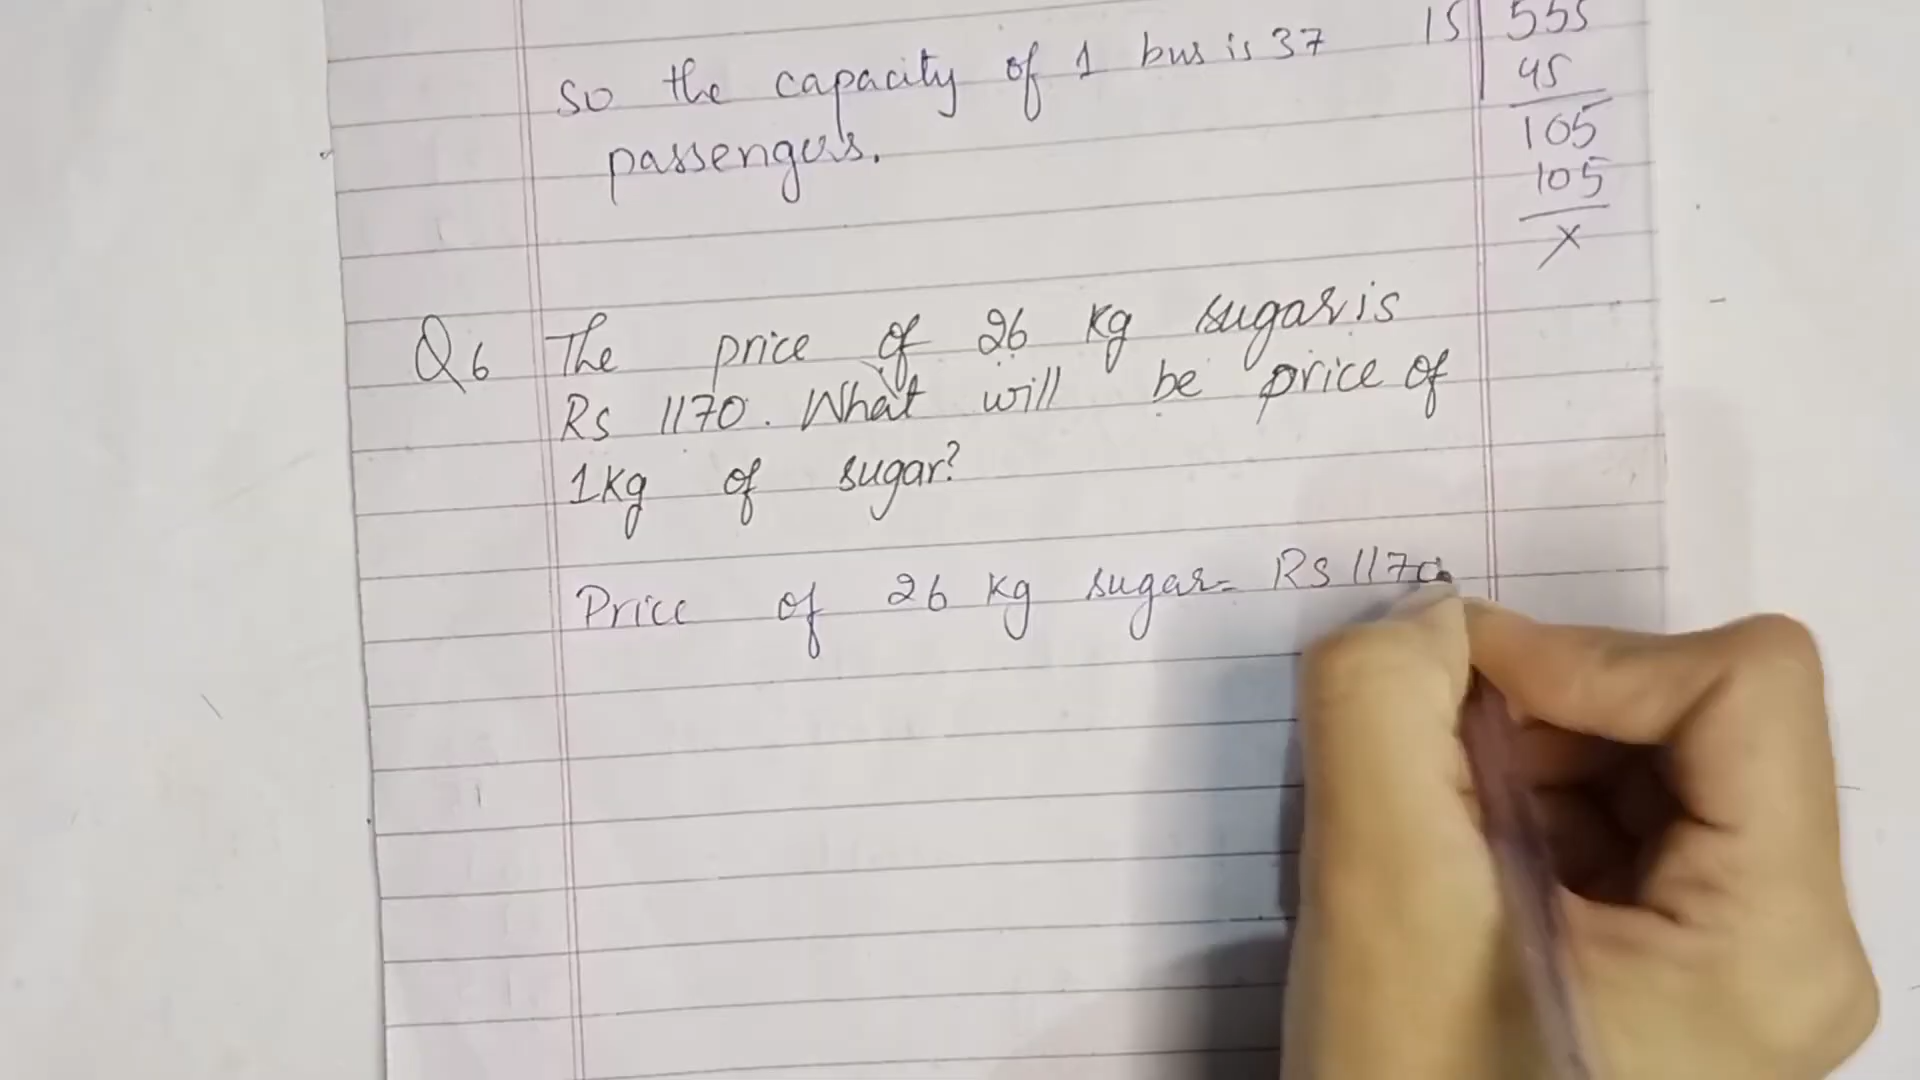 So the capacity of 1 bus is 37
passengers.
15 555
45
105
105
x
Q6 The price of 26 kg sugar is
Rs 1170. What will be price of
1kg of sugar?
Price of 26 kg sugar = Rs 1170